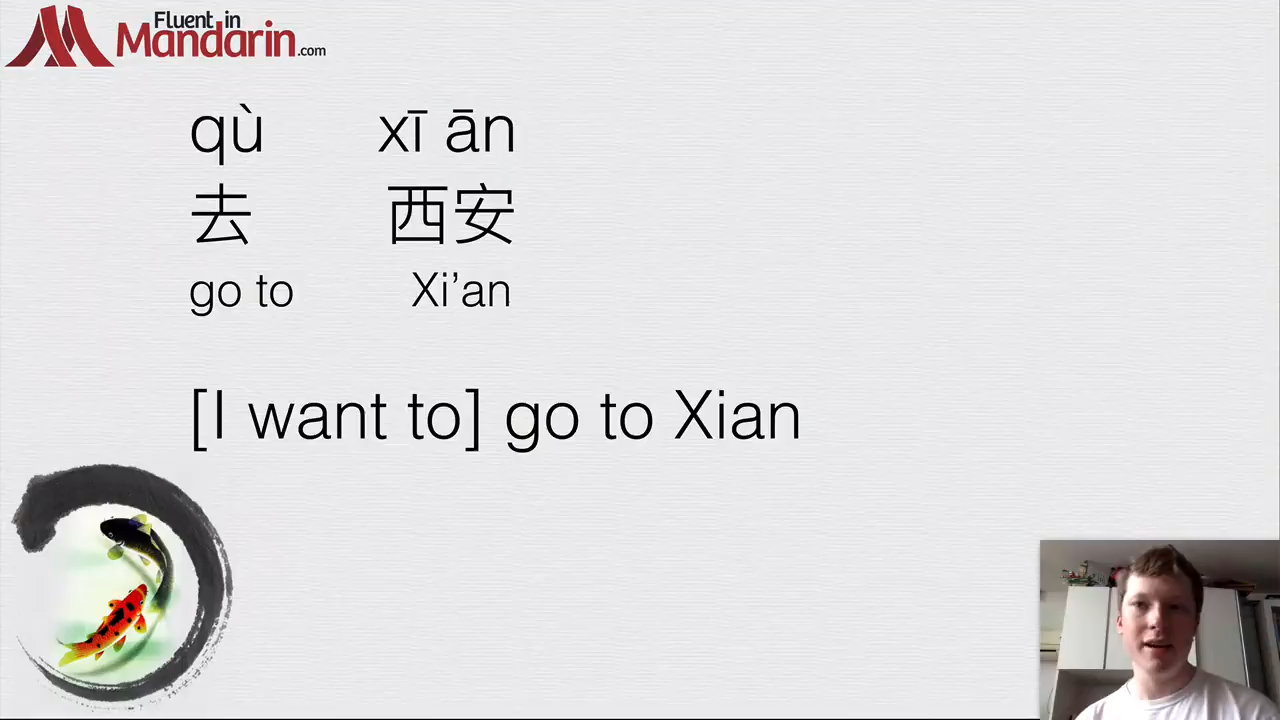 Fluent in
Mandarin.com
qù xī ān
去 西安
go to Xi’an
[I want to] go to Xian